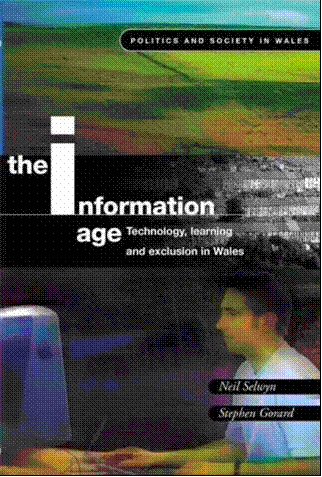 POLITICS AND SOCIETY IN WALES
the information
age
Technology, learning
and exclusion in Wales
Neil Selwyn
Stephen Gorard